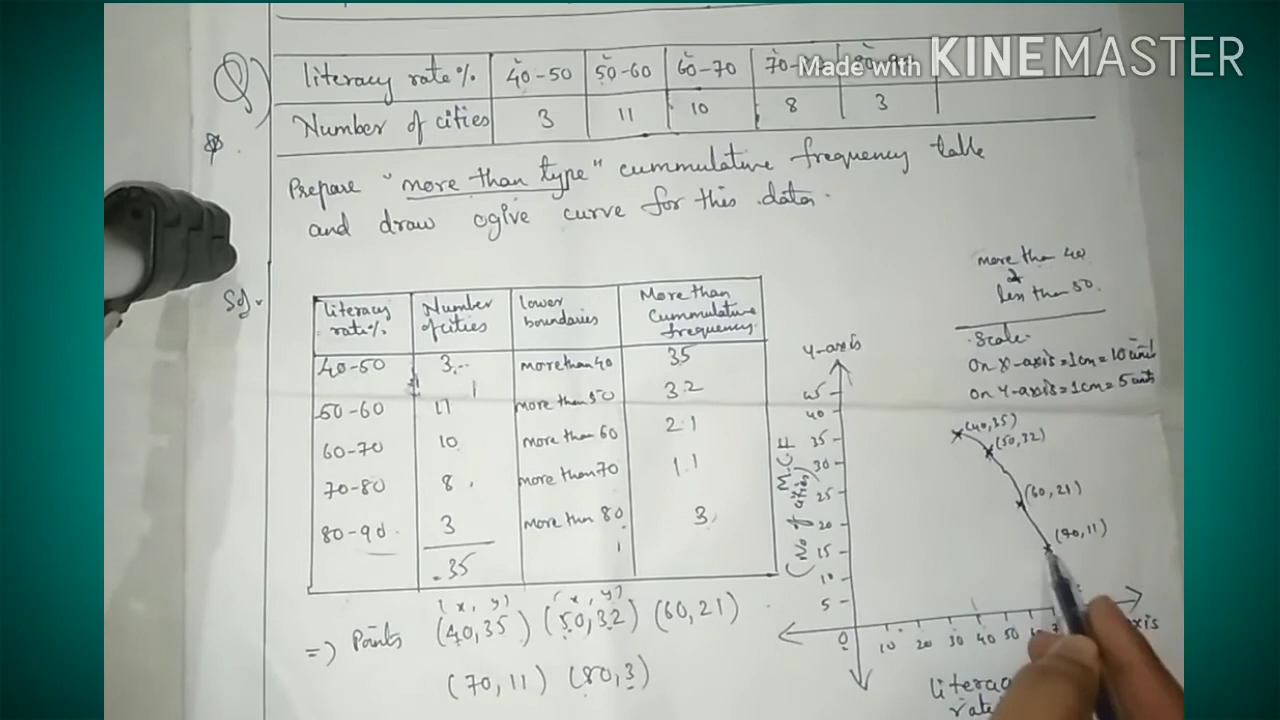 Made with KINEMASTER
Q)
literacy rate % 40-50 50-60 60-70
Number of cities 3 11 10 8 3
Prepare "more than type" cummulative frequency table
and draw ogive curve for this data.
Sol.
literacy rate% Number of cities Lower boundaries More than Cummulative frequency
40-50 3 more than 40 35
50-60 11 more than 50 32
60-70 10 more than 60 21
70-80 8 more than 70 11
80-90 3 more than 80 3
35
=) Points (40,35) (50,32) (60,21)
(x, y) (x, y)
(70,11) (80,3)
more than 40
less than 50.
Scale
On X-axis = 1cm = 10 units
On Y-axis = 1cm = 5 units
Y-axis
45
40
35
30
25
20
15
10
5
0 10 20 30 40 50 60
M.C.F
(No of cities)
(40,35)
(50,32)
(60,21)